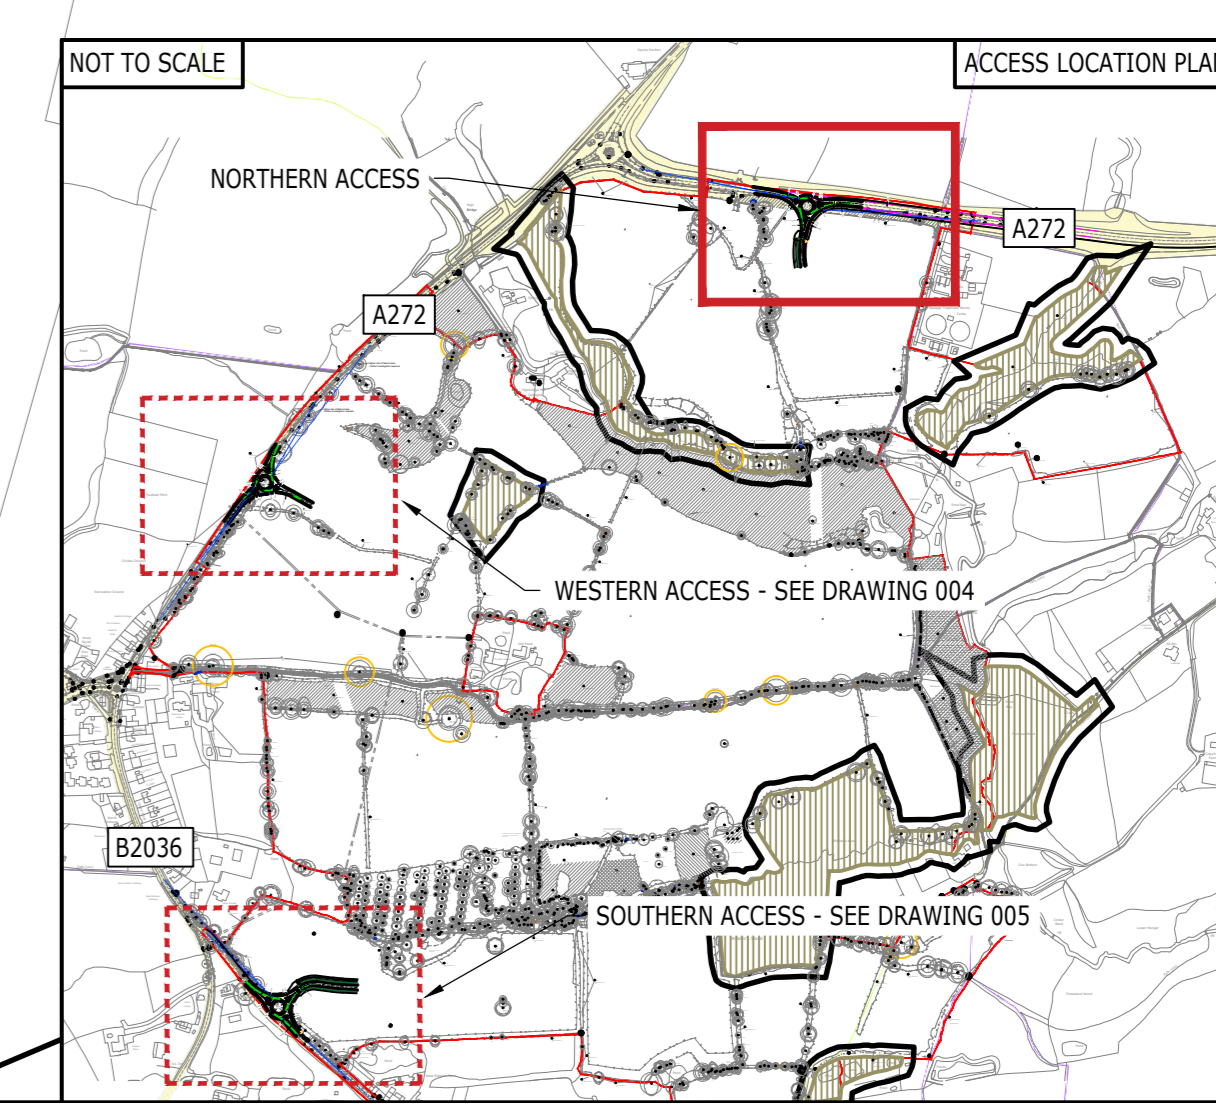 NOT TO SCALE
ACCESS LOCATION PLAN
NORTHERN ACCESS
A272
A272
WESTERN ACCESS - SEE DRAWING 004
B2036
SOUTHERN ACCESS - SEE DRAWING 005